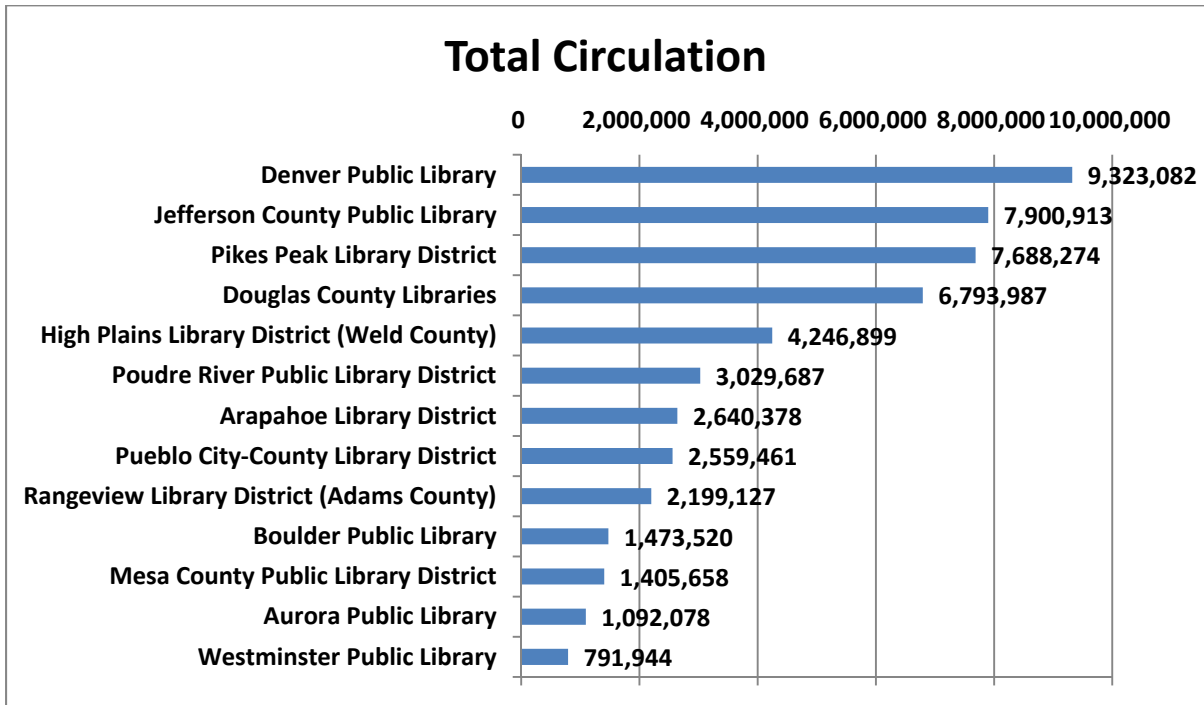 Total Circulation
0 2,000,000 4,000,000 6,000,000 8,000,000 10,000,000
Denver Public Library 9,323,082
Jefferson County Public Library 7,900,913
Pikes Peak Library District 7,688,274
Douglas County Libraries 6,793,987
High Plains Library District (Weld County) 4,246,899
Poudre River Public Library District 3,029,687
Arapahoe Library District 2,640,378
Pueblo City-County Library District 2,559,461
Rangeview Library District (Adams County) 2,199,127
Boulder Public Library 1,473,520
Mesa County Public Library District 1,405,658
Aurora Public Library 1,092,078
Westminster Public Library 791,944